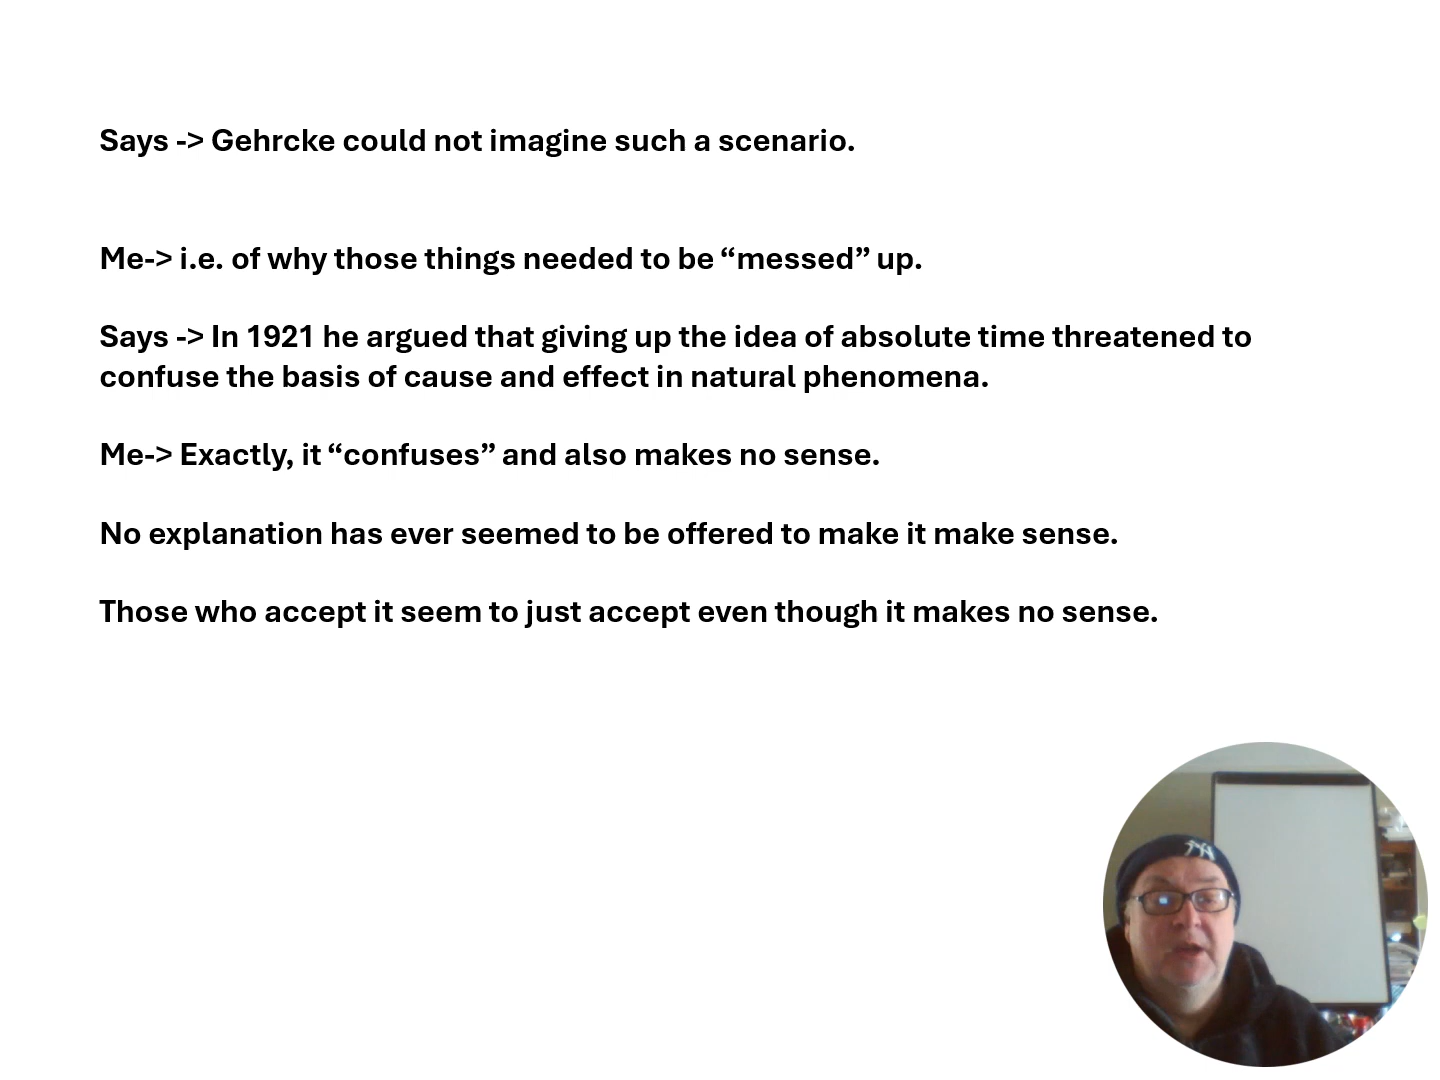 Says -> Gehrcke could not imagine such a scenario.
Me-> i.e. of why those things needed to be “messed” up.
Says -> In 1921 he argued that giving up the idea of absolute time threatened to
confuse the basis of cause and effect in natural phenomena.
Me-> Exactly, it “confuses” and also makes no sense.
No explanation has ever seemed to be offered to make it make sense.
Those who accept it seem to just accept even though it makes no sense.